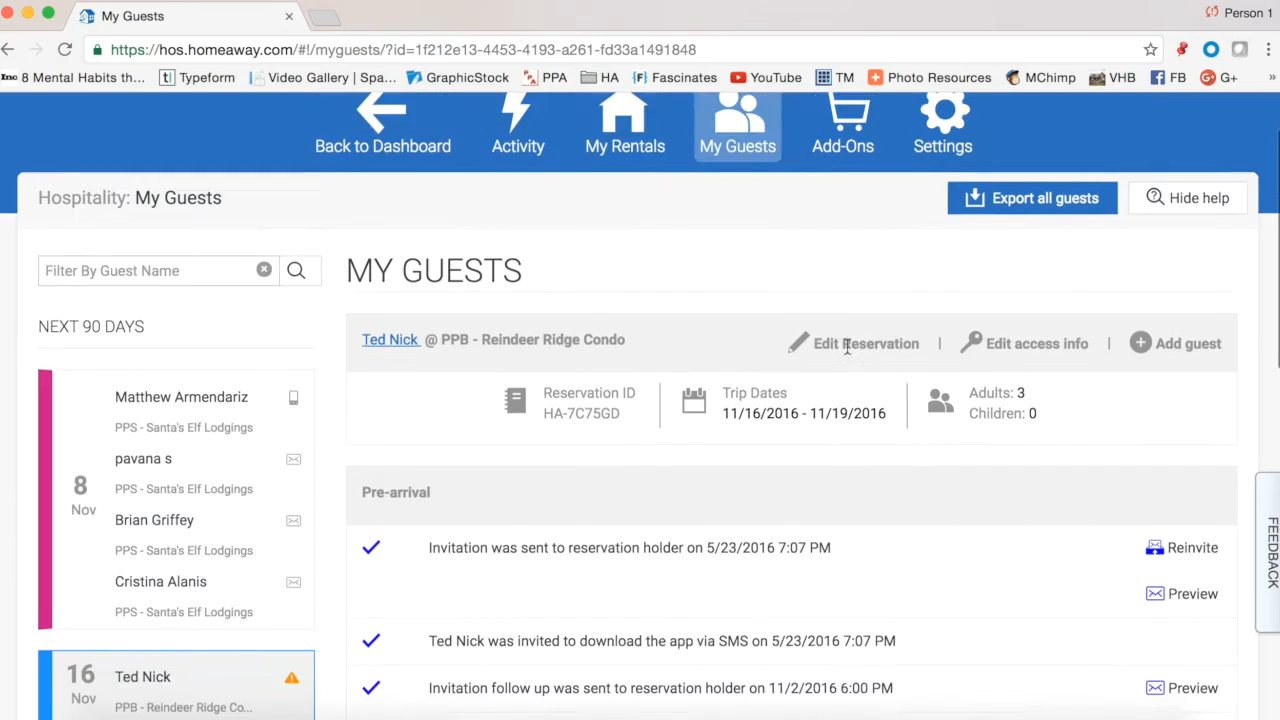 My Guests
Person 1
https://hos.homeaway.com/#!/myguests/?id=1f212e13-4453-4193-a261-fd33a1491848
Inc 8 Mental Habits th... t| Typeform Video Gallery | Spa... GraphicStock PPA HA {F} Fascinates YouTube TM Photo Resources MChimp VHB FB G+ »
Back to Dashboard Activity My Rentals My Guests Add-Ons Settings
Hospitality: My Guests
Export all guests Hide help
Filter By Guest Name
MY GUESTS
NEXT 90 DAYS
Ted Nick @ PPB - Reindeer Ridge Condo
Edit Reservation | Edit access info | Add guest
Reservation ID
HA-7C75GD
Trip Dates
11/16/2016 - 11/19/2016
Adults: 3
Children: 0
8
Nov
Matthew Armendariz
PPS - Santa's Elf Lodgings
pavana s
PPS - Santa's Elf Lodgings
Brian Griffey
PPS - Santa's Elf Lodgings
Cristina Alanis
PPS - Santa's Elf Lodgings
16
Nov
Ted Nick
PPB - Reindeer Ridge Co...
Pre-arrival
Invitation was sent to reservation holder on 5/23/2016 7:07 PM
Reinvite
Preview
Ted Nick was invited to download the app via SMS on 5/23/2016 7:07 PM
Invitation follow up was sent to reservation holder on 11/2/2016 6:00 PM
Preview
FEEDBACK